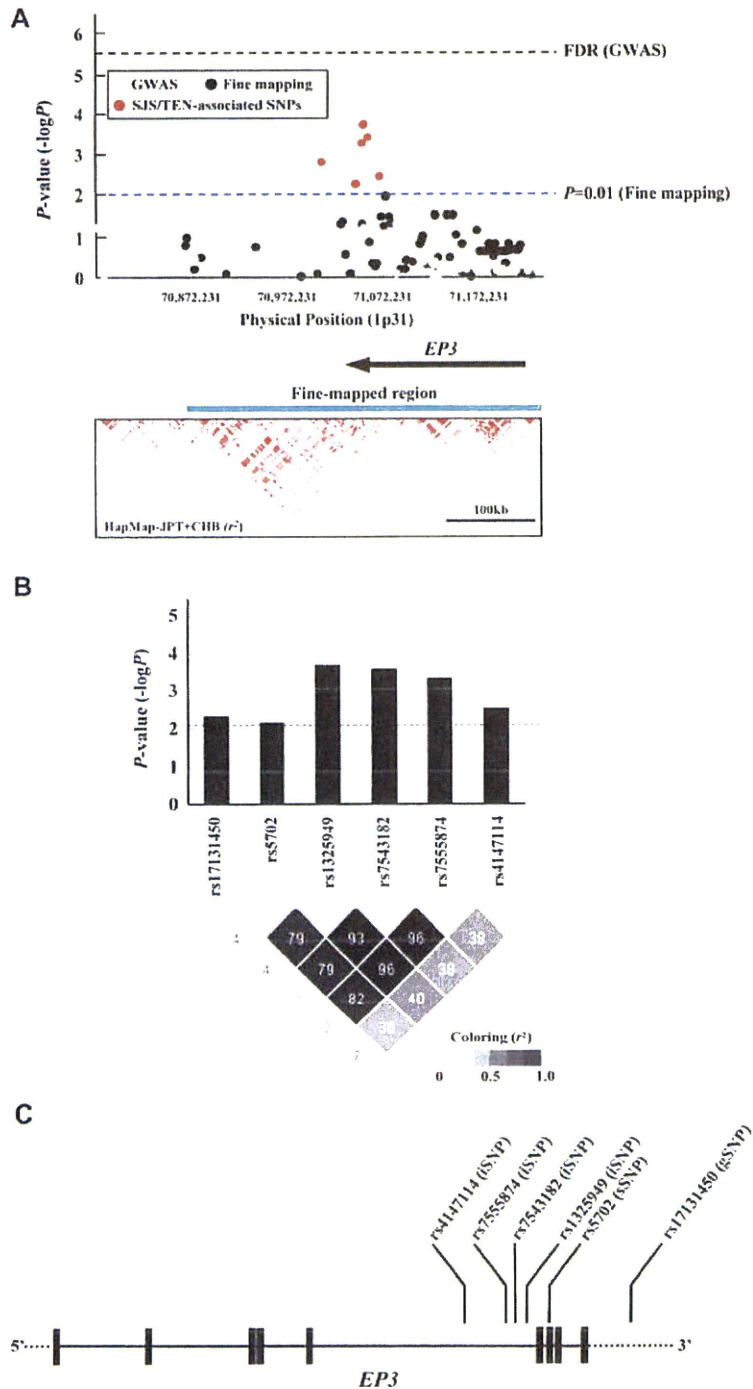 A
6
5
4
3
2
1
0
P-value (-logP)
FDR (GWAS)
GWAS Fine mapping
SJS/TEN-associated SNPs
P=0.01 (Fine mapping)
70,872,231 70,972,231 71,072,231 71,172,231
Physical Position (1p31)
EP3
Fine-mapped region
HapMap-JPT+CHB (r²)
100kb
B
5
4
3
2
1
0
P-value (-logP)
rs17131450
rs5702
rs1325949
rs7543182
rs7555874
rs4147114
79 93 96 39
79 96 38
82 40
Coloring (r²)
0 0.5 1.0
C
rs4147114 (iSNP)
rs7555874 (iSNP)
rs7543182 (iSNP)
rs1325949 (iSNP)
rs5702 (sSNP)
rs17131450 (gSNP)
5' 3'
EP3